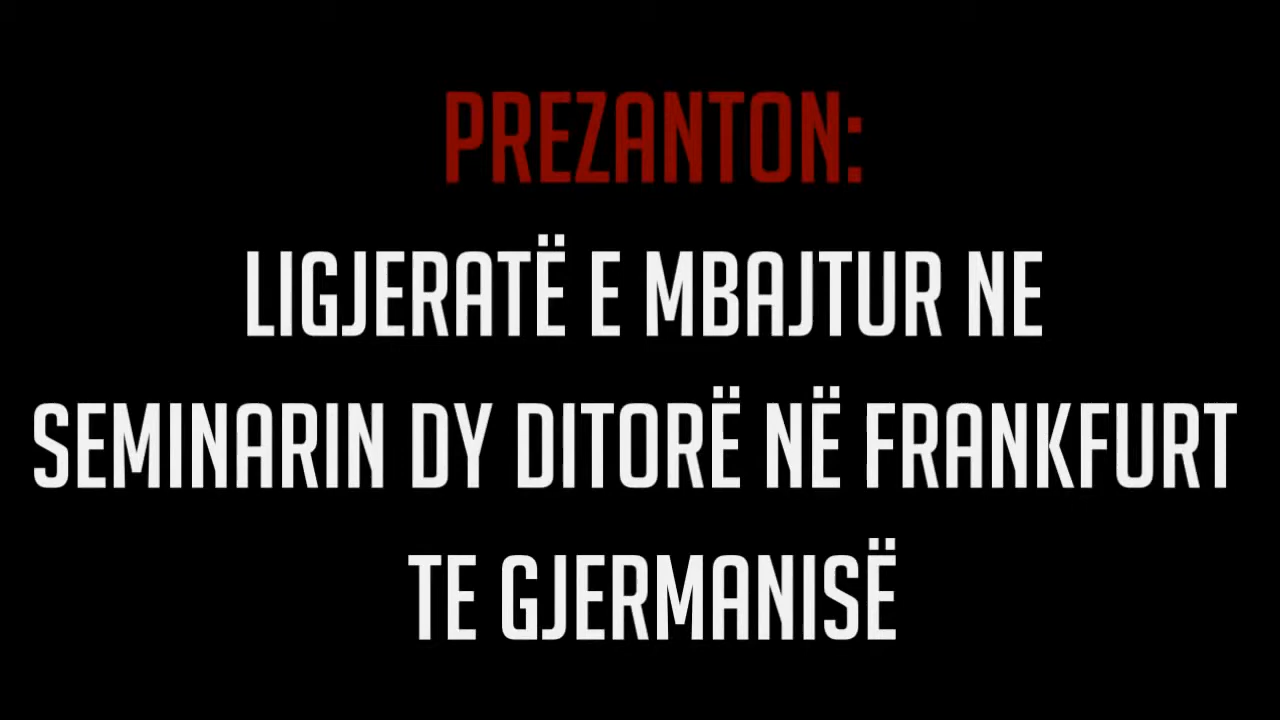 PREZANTON:
LIGJERATË E MBAJTUR NE
SEMINARIN DY DITORË NË FRANKFURT
TE GJERMANISË